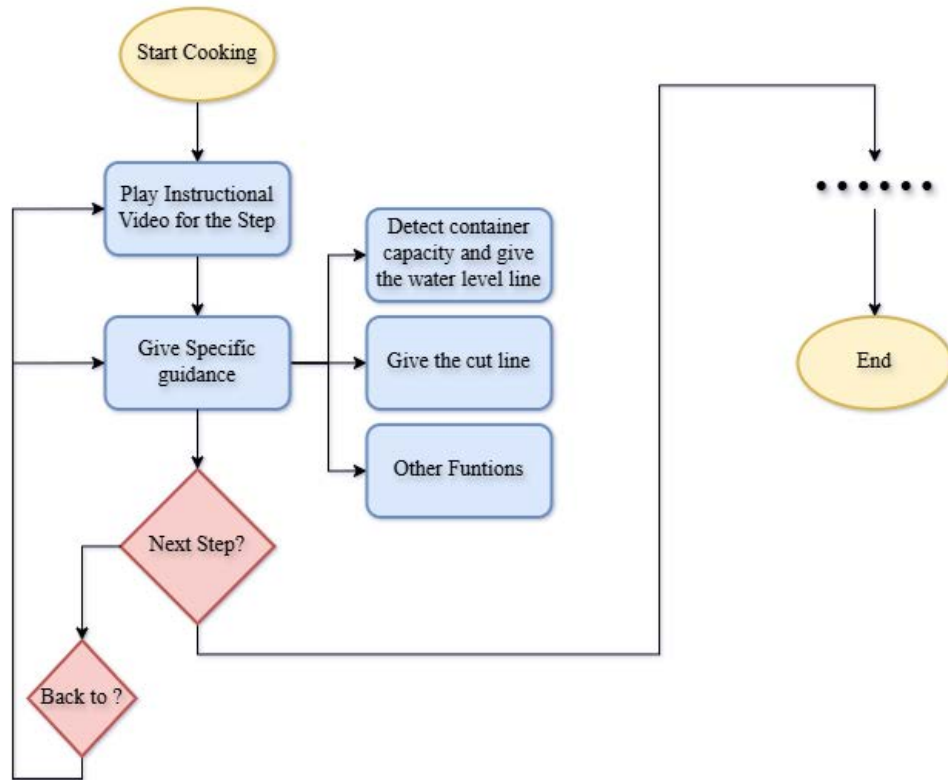 Start Cooking
Play Instructional
Video for the Step
Detect container
capacity and give
the water level line
Give Specific
guidance
Give the cut line
Other Funtions
Next Step?
Back to ?
......
End